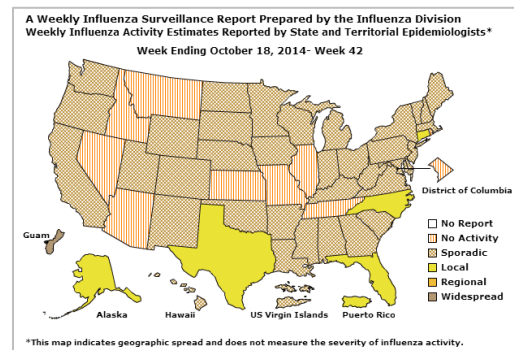 A Weekly Influenza Surveillance Report Prepared by the Influenza Division
Weekly Influenza Activity Estimates Reported by State and Territorial Epidemiologists*
Week Ending October 18, 2014- Week 42
District of Columbia
No Report
No Activity
Sporadic
Local
Regional
Widespread
Guam
Alaska
Hawaii
US Virgin Islands
Puerto Rico
*This map indicates geographic spread and does not measure the severity of influenza activity.